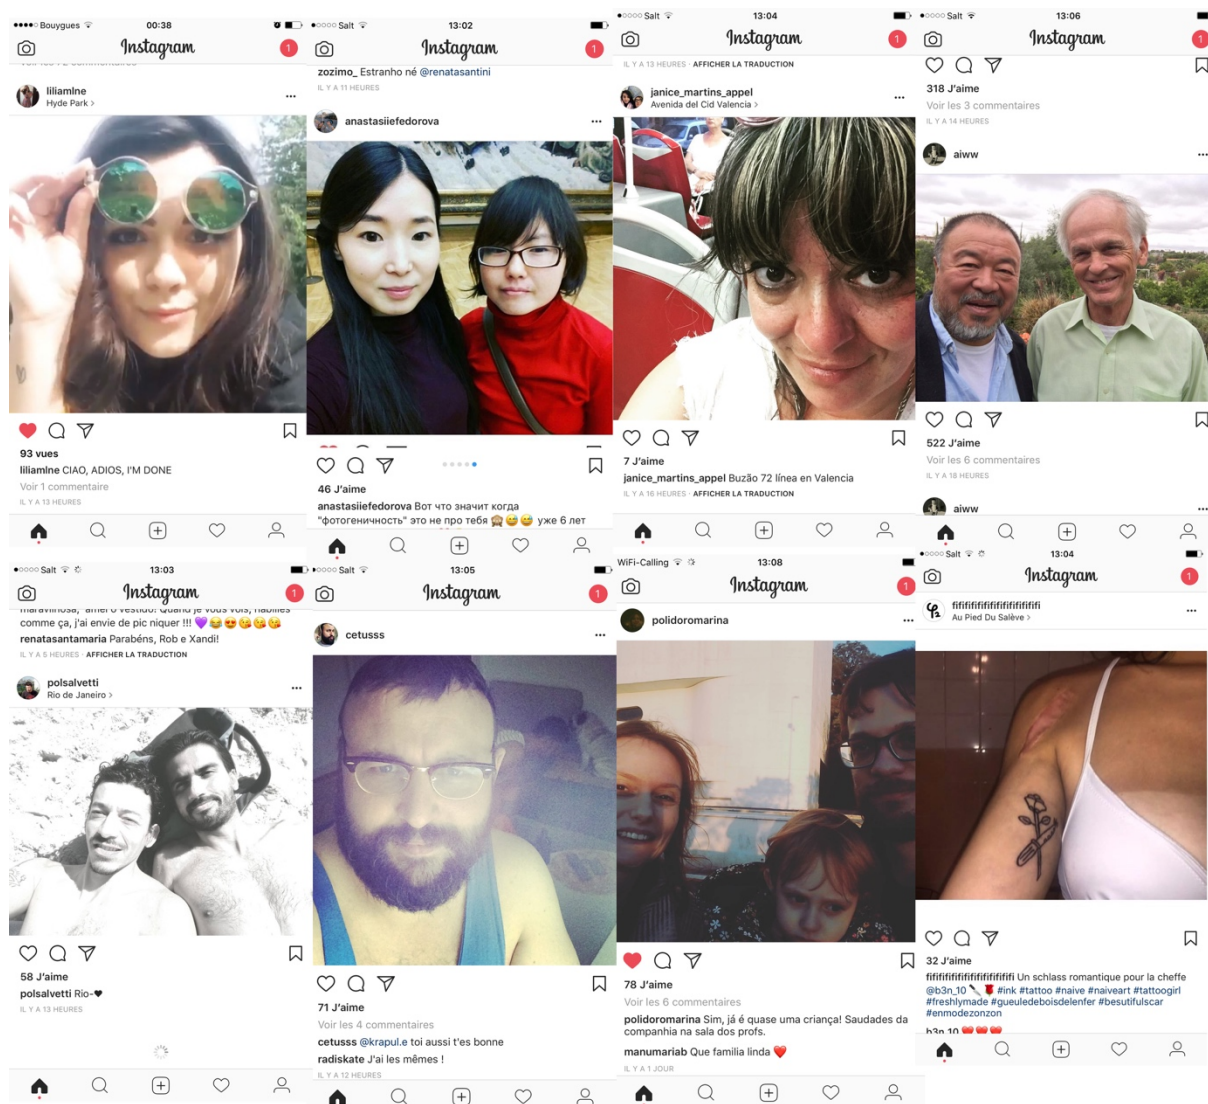 Bouygues 00:38
Instagram
1
liliamlne
Hyde Park >
93 vues
liliamlne CIAO, ADIOS, I'M DONE
Voir 1 commentaire
IL Y A 13 HEURES
Salt 13:02
Instagram
zozimo_ Estranho né @renatasantini
IL Y A 11 HEURES
anastasiiefedorova
46 J'aime
anastasiiefedorova Вот что значит когда
"фотогеничность" это не про тебя 🙈😅😅 уже 6 лет
Salt 13:04
Instagram
1
IL Y A 13 HEURES · AFFICHER LA TRADUCTION
janice_martins_appel
Avenida del Cid Valencia >
7 J'aime
janice_martins_appel Buzão 72 línea en Valencia
IL Y A 16 HEURES · AFFICHER LA TRADUCTION
Salt 13:06
Instagram
1
318 J'aime
Voir les 3 commentaires
IL Y A 14 HEURES
aiww
522 J'aime
Voir les 6 commentaires
IL Y A 18 HEURES
aiww
Salt 13:03
Instagram
1
comme ça, j'ai envie de pic niquer !!! 💜😂😍😘😘😘
renatasantamaria Parabéns, Rob e Xandi!
IL Y A 5 HEURES · AFFICHER LA TRADUCTION
polsalvetti
Rio de Janeiro >
58 J'aime
polsalvetti Rio-♥
IL Y A 13 HEURES
Salt 13:05
Instagram
1
cetusss
71 J'aime
Voir les 4 commentaires
cetusss @krapul.e toi aussi t'es bonne
radiskate J'ai les mêmes !
IL Y A 12 HEURES
WiFi-Calling 13:08
Instagram
1
polidoromarina
78 J'aime
Voir les 6 commentaires
polidoromarina Sim, já é quase uma criança! Saudades da
companhia na sala dos profs.
manumariab Que familia linda ❤️
IL Y A 1 JOUR
Salt 13:04
Instagram
1
Au Pied Du Salève >
32 J'aime
Un schlass romantique pour la cheffe
@b3n_10 🔪🌹 #ink #tattoo #naive #naiveart #tattoogirl
#freshlymade #gueuledeboisdelenfer #besutifulscar
#enmodezonzon
b3n_10 ❤️❤️❤️